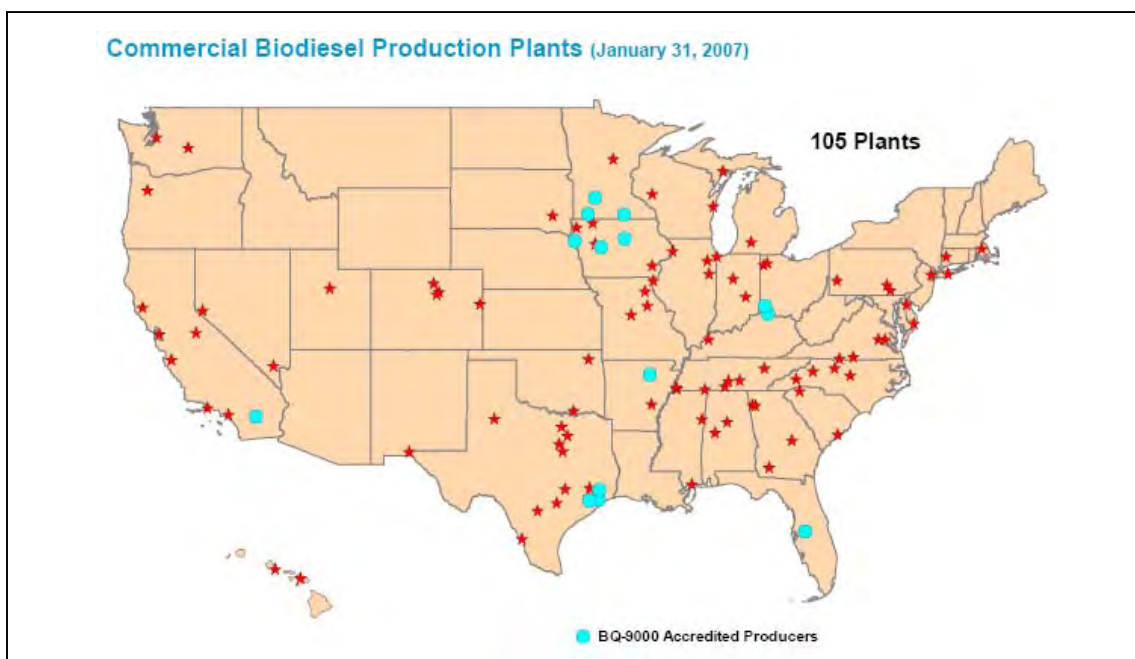 Commercial Biodiesel Production Plants (January 31, 2007)
105 Plants
BQ-9000 Accredited Producers